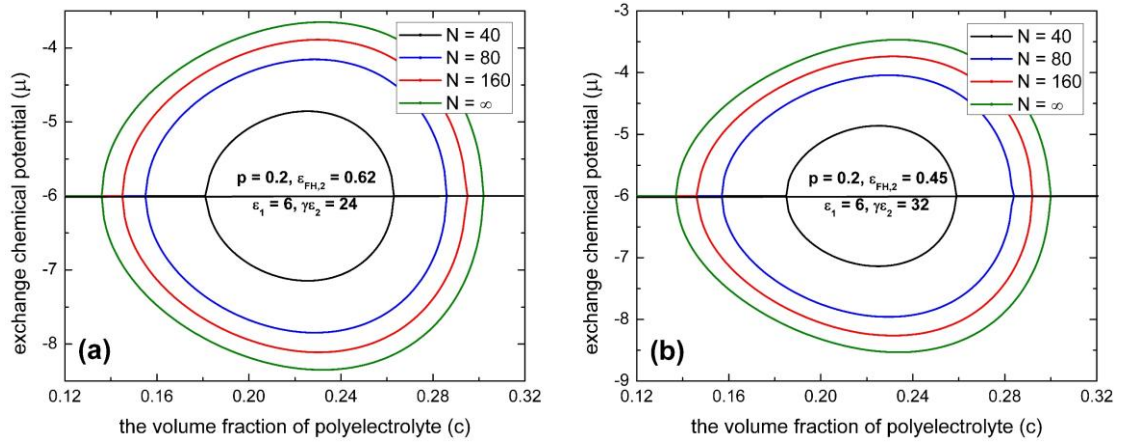 N = 40
N = 80
N = 160
N = ∞
p = 0.2, ε_FH,2 = 0.62
ε_1 = 6, γε_2 = 24
(a)
-4
-5
-6
-7
-8
exchange chemical potential (μ)
0.12 0.16 0.20 0.24 0.28 0.32
the volume fraction of polyelectrolyte (c)
N = 40
N = 80
N = 160
N = ∞
p = 0.2, ε_FH,2 = 0.45
ε_1 = 6, γε_2 = 32
(b)
-3
-4
-5
-6
-7
-8
-9
exchange chemical potential (μ)
0.12 0.16 0.20 0.24 0.28 0.32
the volume fraction of polyelectrolyte (c)